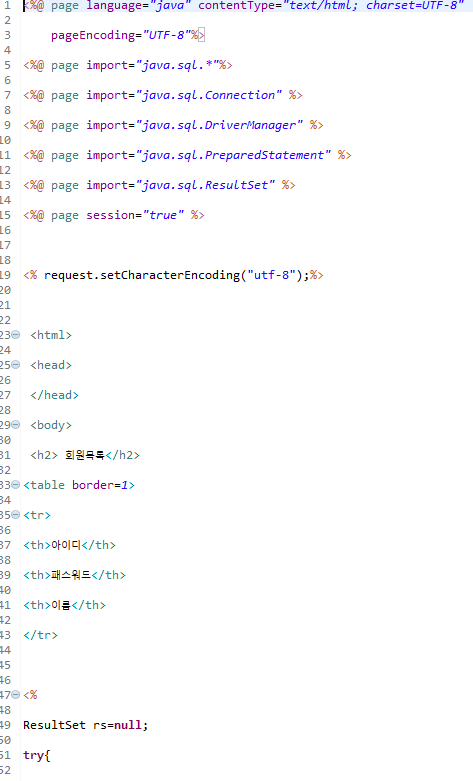 1 <%@ page language="java" contentType="text/html; charset=UTF-8"
2
3 pageEncoding="UTF-8"%>
4
5 <%@ page import="java.sql.*"%>
6
7 <%@ page import="java.sql.Connection" %>
8
9 <%@ page import="java.sql.DriverManager" %>
10
11 <%@ page import="java.sql.PreparedStatement" %>
12
13 <%@ page import="java.sql.ResultSet" %>
14
15 <%@ page session="true" %>
16
17
18
19 <% request.setCharacterEncoding("utf-8");%>
20
21
22
23 <html>
24
25 <head>
26
27 </head>
28
29 <body>
30
31 <h2> 회원목록</h2>
32
33 <table border=1>
34
35 <tr>
36
37 <th>아이디</th>
38
39 <th>패스워드</th>
40
41 <th>이름</th>
42
43 </tr>
44
45
46
47 <%
48
49 ResultSet rs=null;
50
51 try{
52